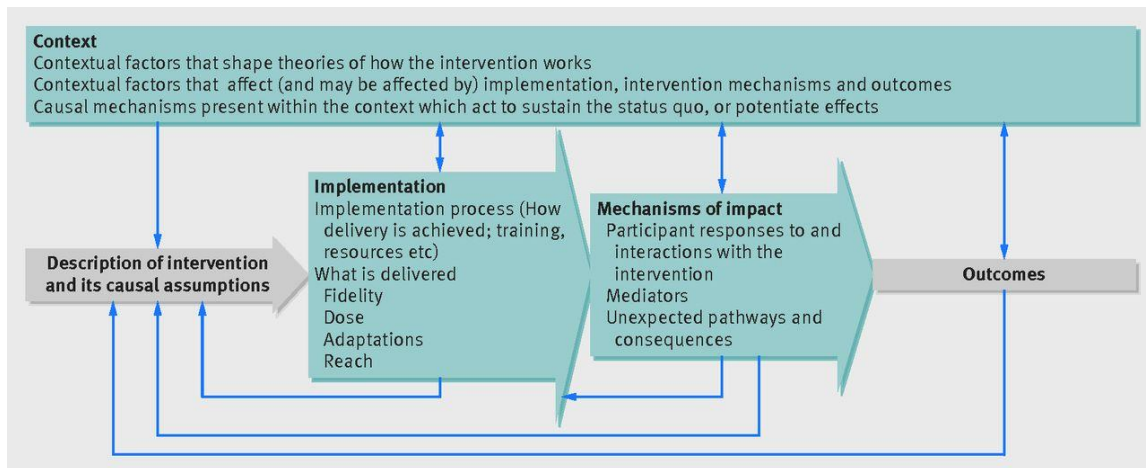 Context
Contextual factors that shape theories of how the intervention works
Contextual factors that affect (and may be affected by) implementation, intervention mechanisms and outcomes
Causal mechanisms present within the context which act to sustain the status quo, or potentiate effects
Description of intervention
and its causal assumptions
Implementation
Implementation process (How
delivery is achieved; training,
resources etc)
What is delivered
Fidelity
Dose
Adaptations
Reach
Mechanisms of impact
Participant responses to and
interactions with the
intervention
Mediators
Unexpected pathways and
consequences
Outcomes